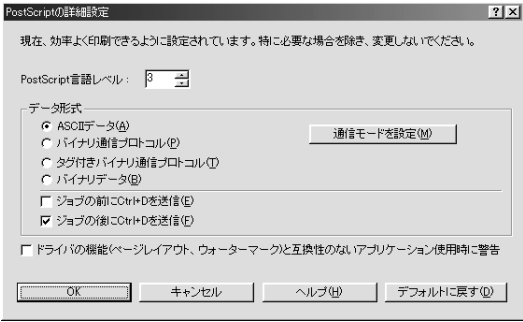 PostScriptの詳細設定
現在、効率よく印刷できるように設定されています。特に必要な場合を除き、変更しないでください。
PostScript言語レベル： 3
データ形式
ASCIIデータ(A)
通信モードを設定(M)
バイナリ通信プロトコル(P)
タグ付きバイナリ通信プロトコル(T)
バイナリデータ(B)
ジョブの前にCtrl+Dを送信(E)
ジョブの後にCtrl+Dを送信(F)
ドライバの機能(ページレイアウト、ウォーターマーク)と互換性のないアプリケーション使用時に警告
OK キャンセル ヘルプ(H) デフォルトに戻す(D)